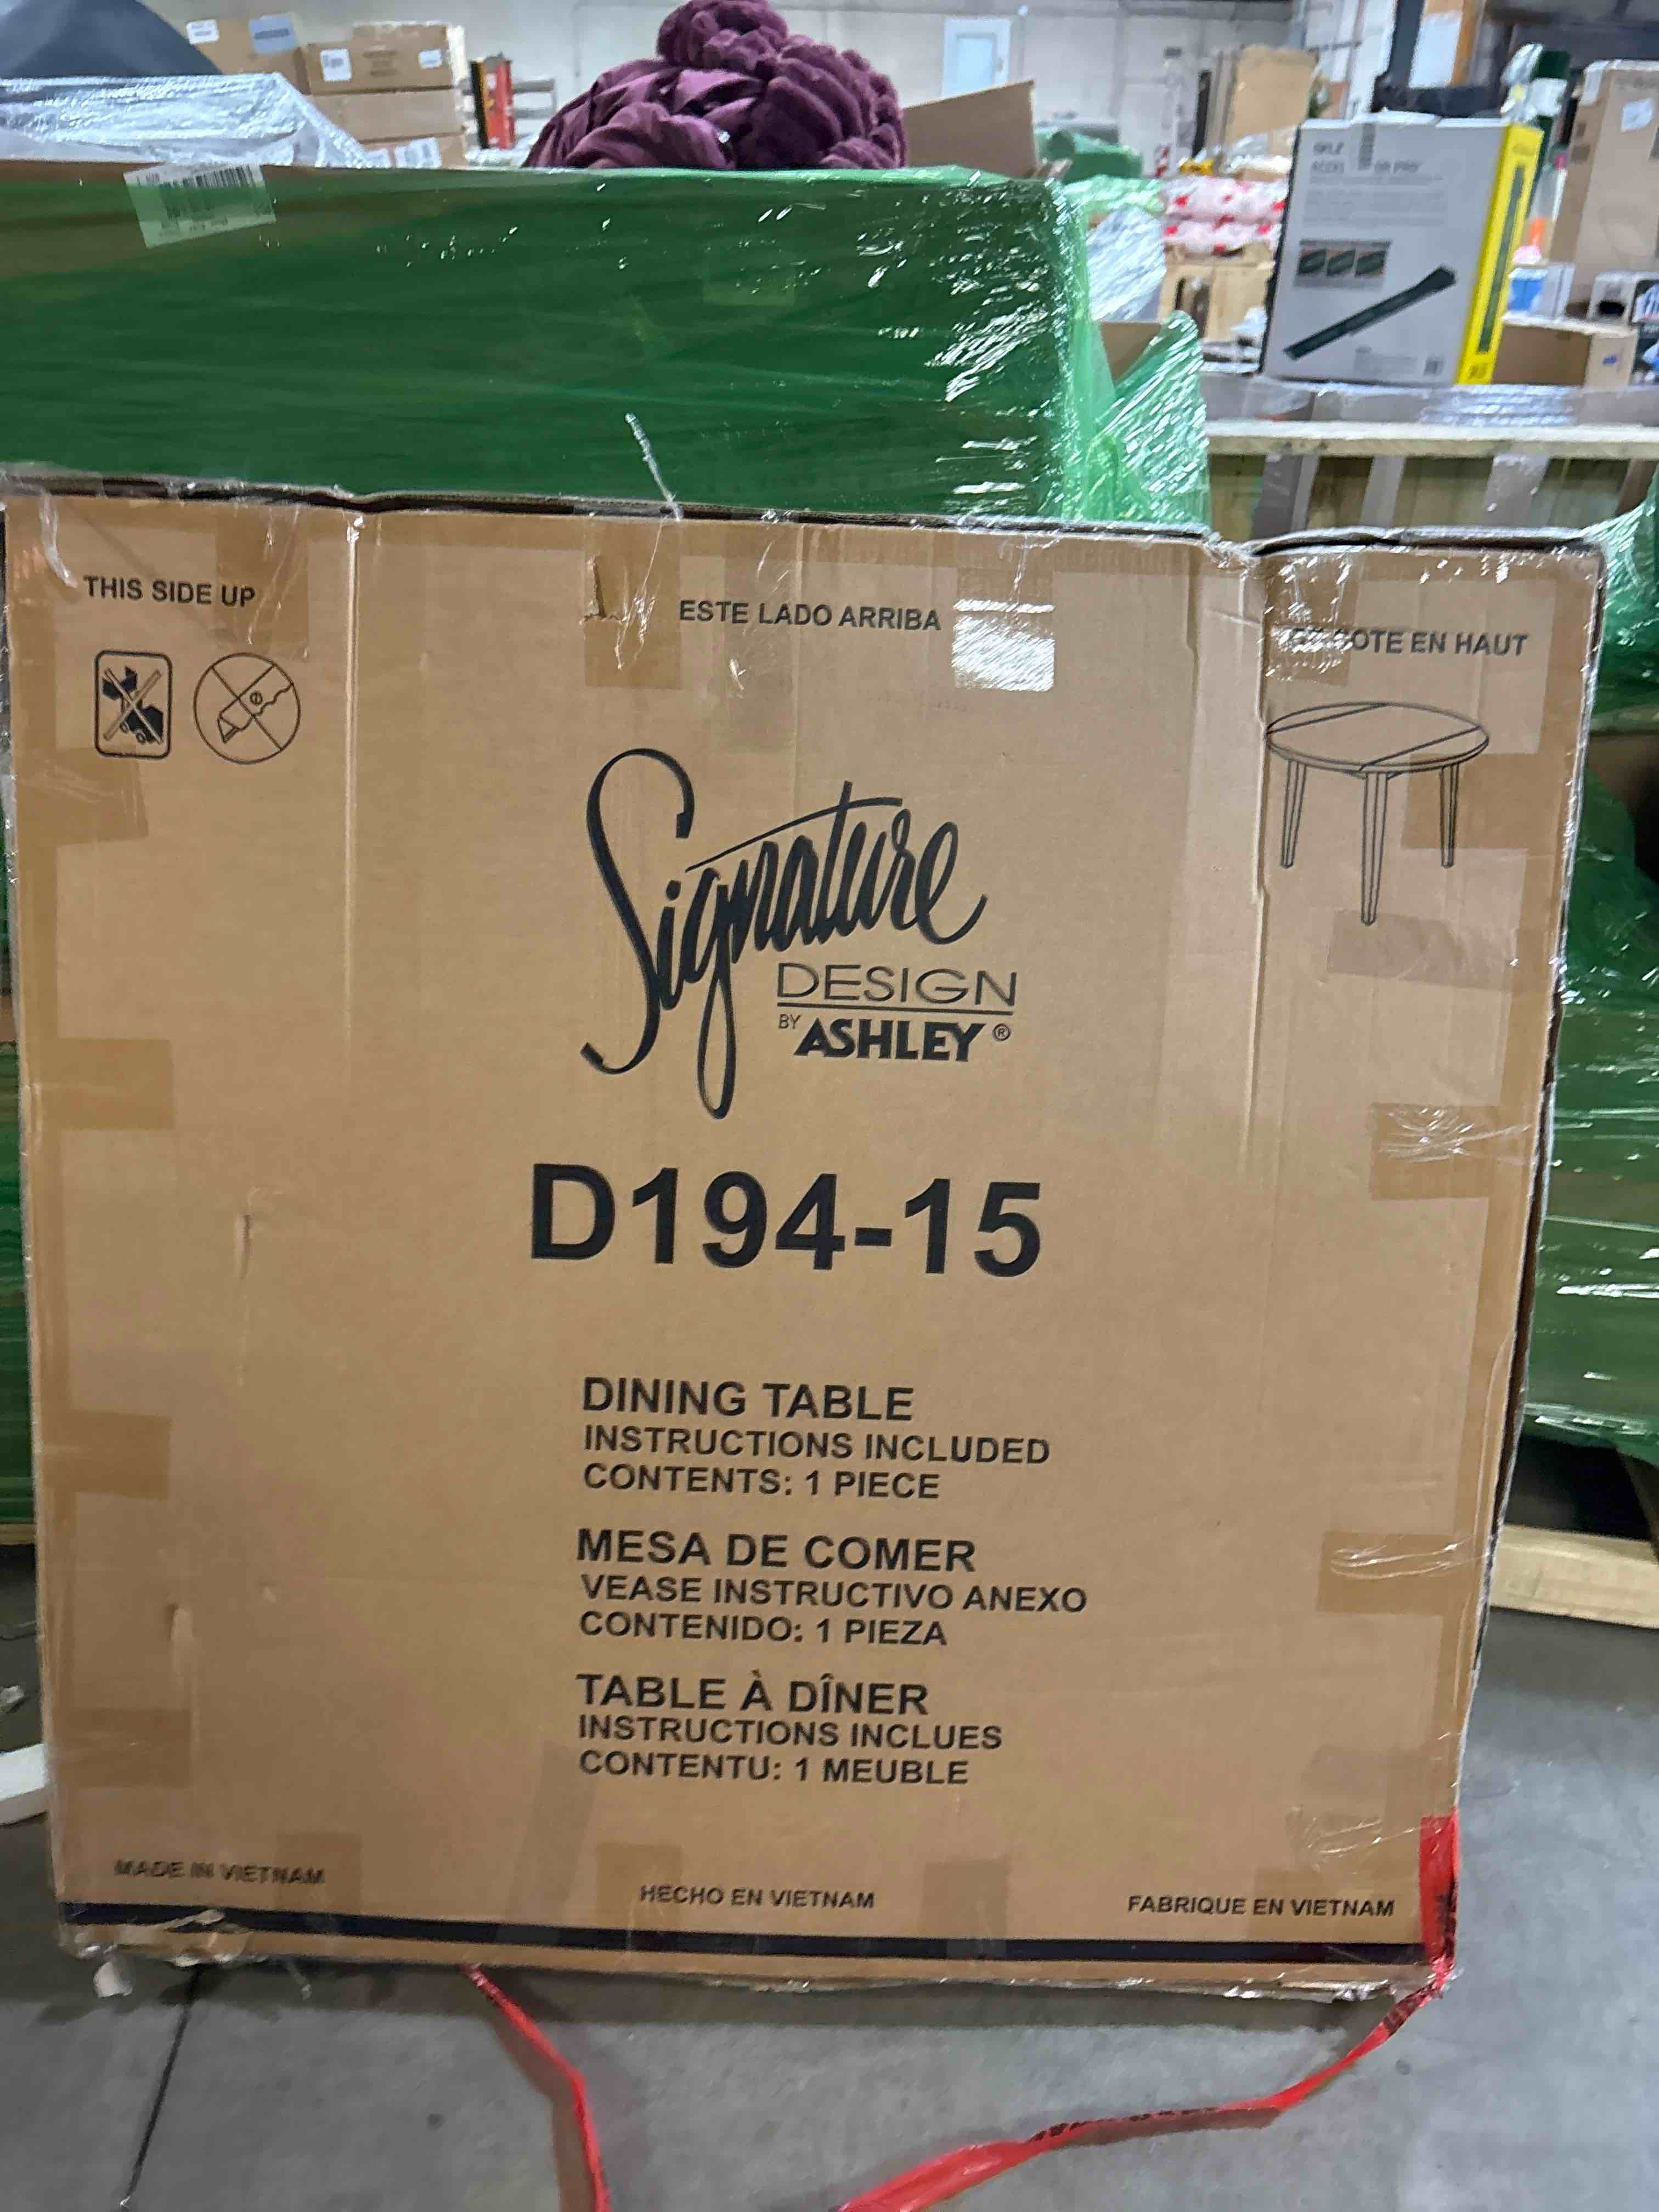 THIS SIDE UP
ESTE LADO ARRIBA
COTE EN HAUT
Signature
DESIGN
BY ASHLEY ®
D194-15
DINING TABLE
INSTRUCTIONS INCLUDED
CONTENTS: 1 PIECE
MESA DE COMER
VEASE INSTRUCTIVO ANEXO
CONTENIDO: 1 PIEZA
TABLE À DÎNER
INSTRUCTIONS INCLUES
CONTENTU: 1 MEUBLE
MADE IN VIETNAM
HECHO EN VIETNAM
FABRIQUE EN VIETNAM